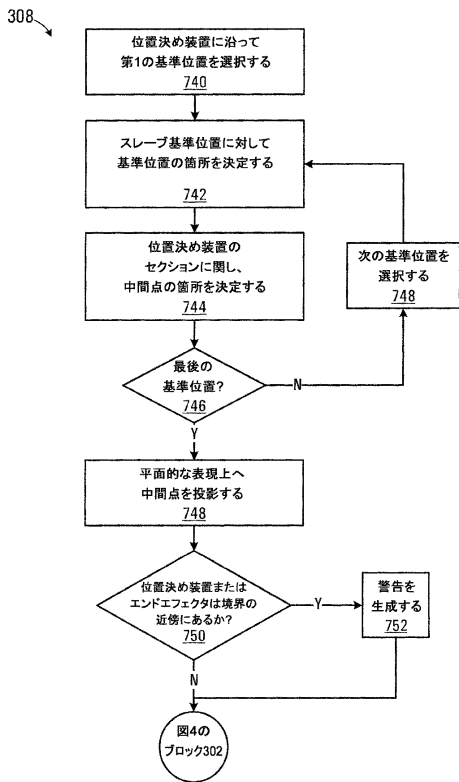 308
位置決め装置に沿って
第1の基準位置を選択する
740
スレーブ基準位置に対して
基準位置の箇所を決定する
742
位置決め装置の
セクションに関し、
中間点の箇所を決定する
744
次の基準位置を
選択する
748
最後の
基準位置?
746
N
Y
平面的な表現上へ
中間点を投影する
748
位置決め装置または
エンドエフェクタは境界の
近傍にあるか?
750
Y
警告を
生成する
752
N
図4の
ブロック302